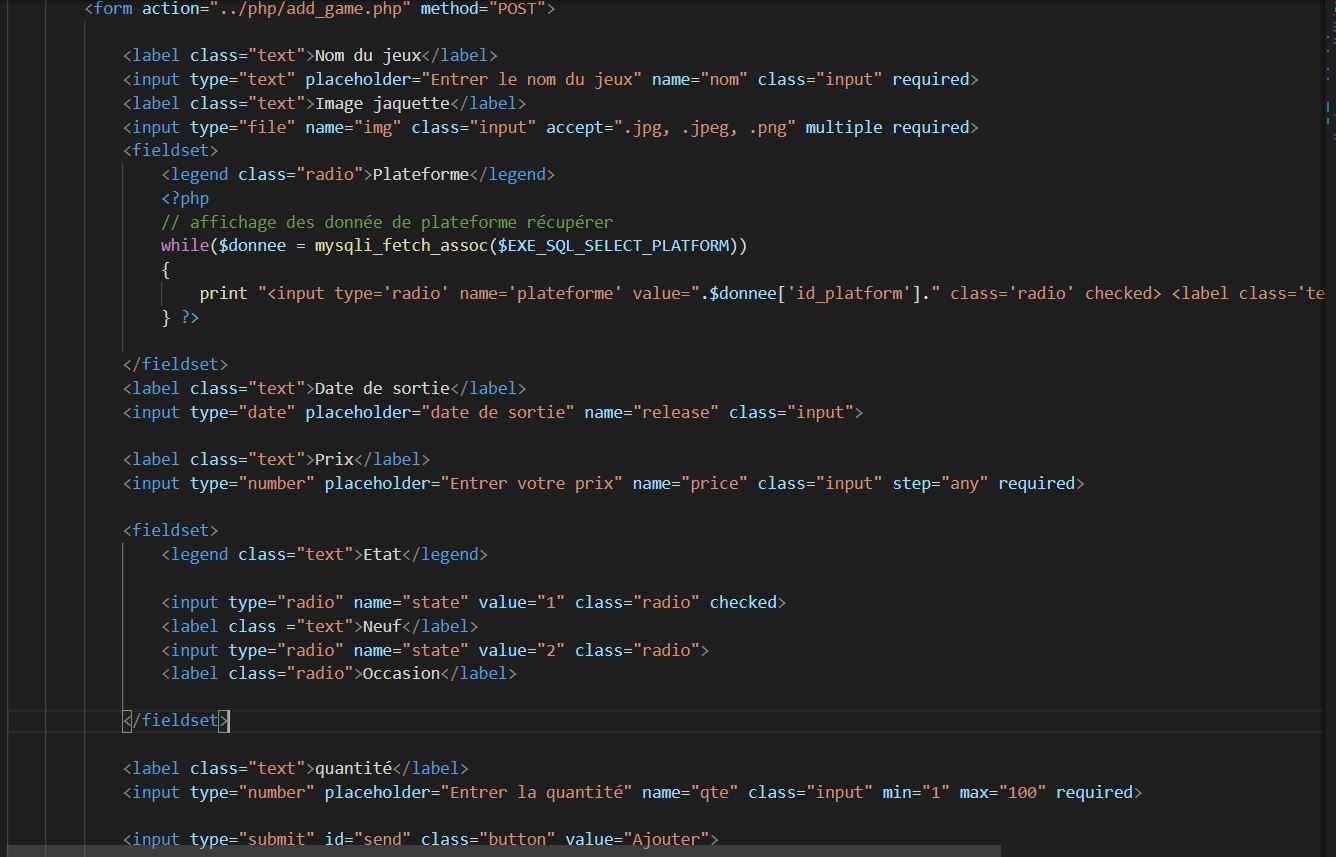 <form action="../php/add_game.php" method="POST">
<label class="text">Nom du jeux</label>
<input type="text" placeholder="Entrer le nom du jeux" name="nom" class="input" required>
<label class="text">Image jaquette</label>
<input type="file" name="img" class="input" accept=".jpg, .jpeg, .png" multiple required>
<fieldset>
<legend class="radio">Plateforme</legend>
<?php
// affichage des donnée de plateforme récupérer
while($donnee = mysqli_fetch_assoc($EXE_SQL_SELECT_PLATFORM))
{
print "<input type='radio' name='plateforme' value=".$donnee['id_platform']." class='radio' checked> <label class='te
} ?>
</fieldset>
<label class="text">Date de sortie</label>
<input type="date" placeholder="date de sortie" name="release" class="input">
<label class="text">Prix</label>
<input type="number" placeholder="Entrer votre prix" name="price" class="input" step="any" required>
<fieldset>
<legend class="text">Etat</legend>
<input type="radio" name="state" value="1" class="radio" checked>
<label class ="text">Neuf</label>
<input type="radio" name="state" value="2" class="radio">
<label class="radio">Occasion</label>
</fieldset>
<label class="text">quantité</label>
<input type="number" placeholder="Entrer la quantité" name="qte" class="input" min="1" max="100" required>
<input type="submit" id="send" class="button" value="Ajouter">